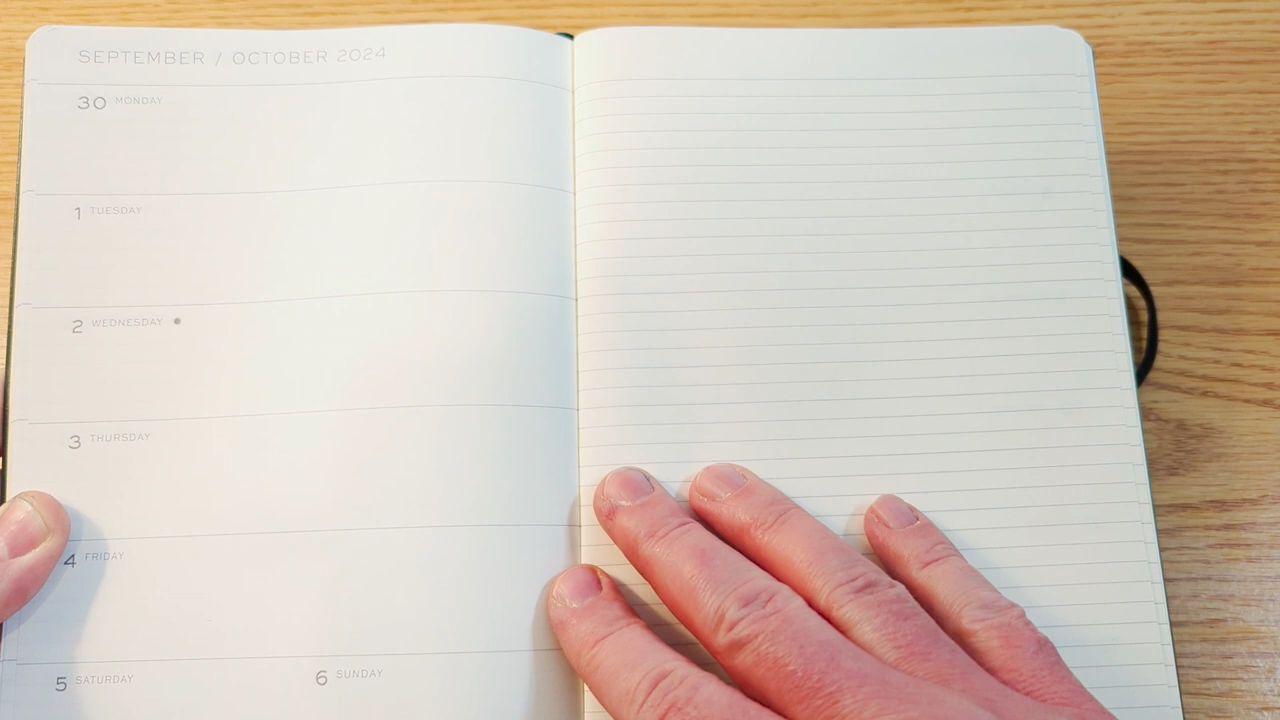 SEPTEMBER / OCTOBER 2024
30 MONDAY
1 TUESDAY
2 WEDNESDAY
3 THURSDAY
4 FRIDAY
5 SATURDAY
6 SUNDAY